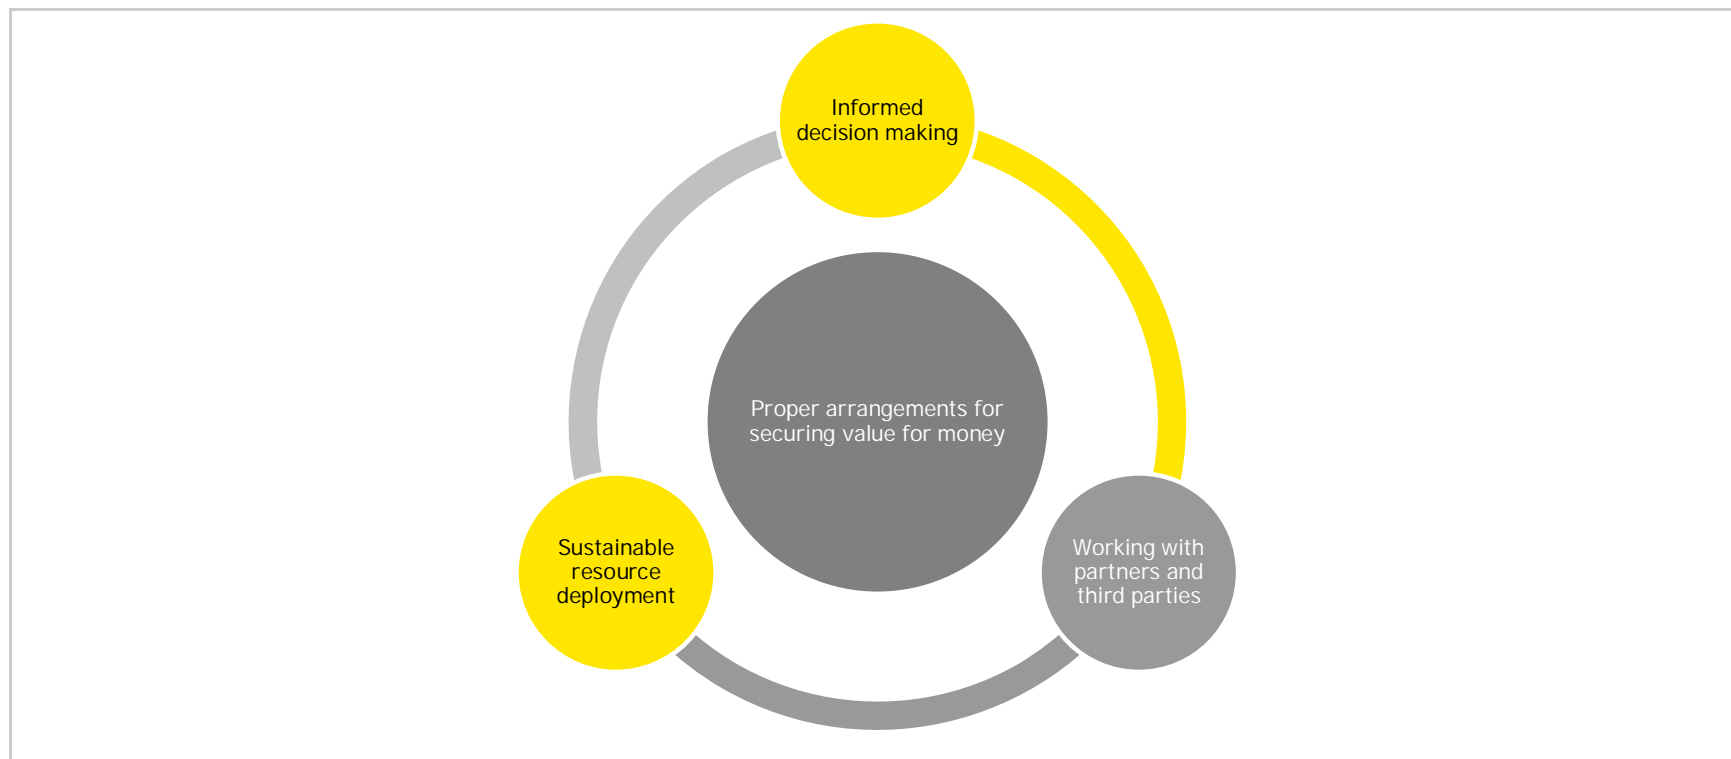 Informed
decision making
Proper arrangements for
securing value for money
Sustainable
resource
deployment
Working with
partners and
third parties